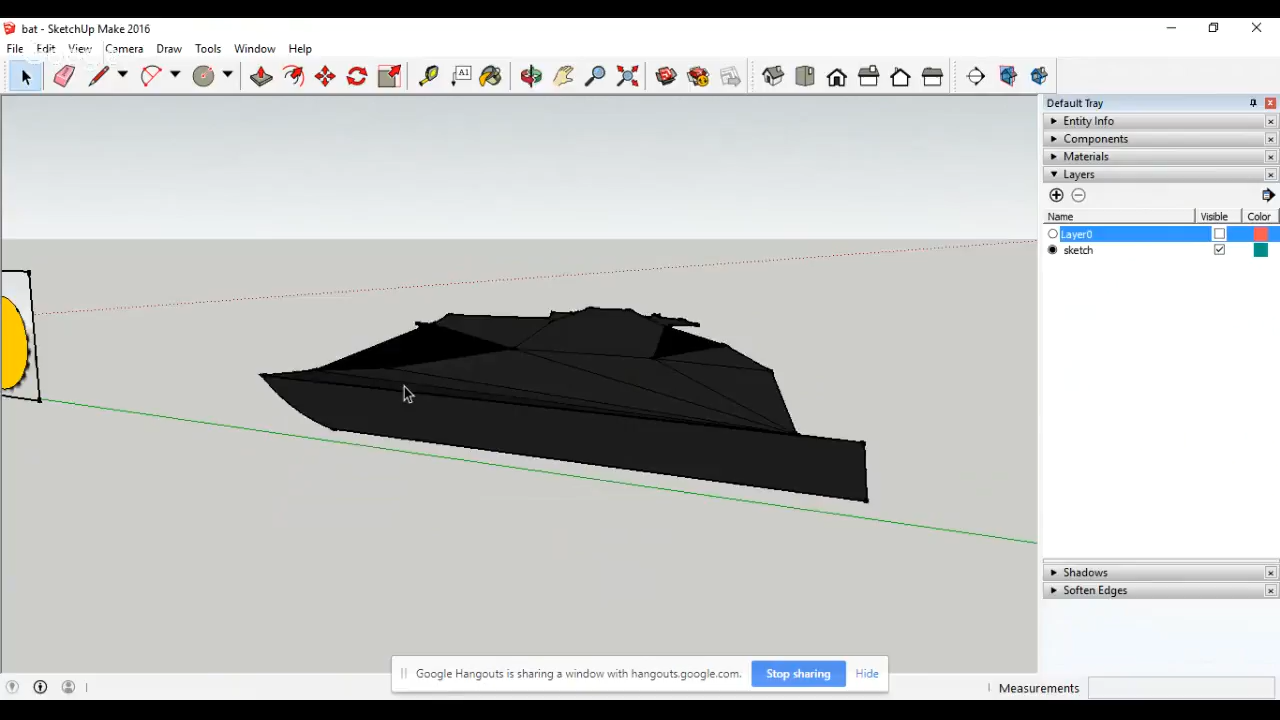 bat - SketchUp Make 2016
File Edit View Camera Draw Tools Window Help
Google
A1
Default Tray
Entity Info
Components
Materials
Layers
Name Visible Color
Layer0
sketch
Shadows
Soften Edges
Google Hangouts is sharing a window with hangouts.google.com. Stop sharing Hide
Measurements